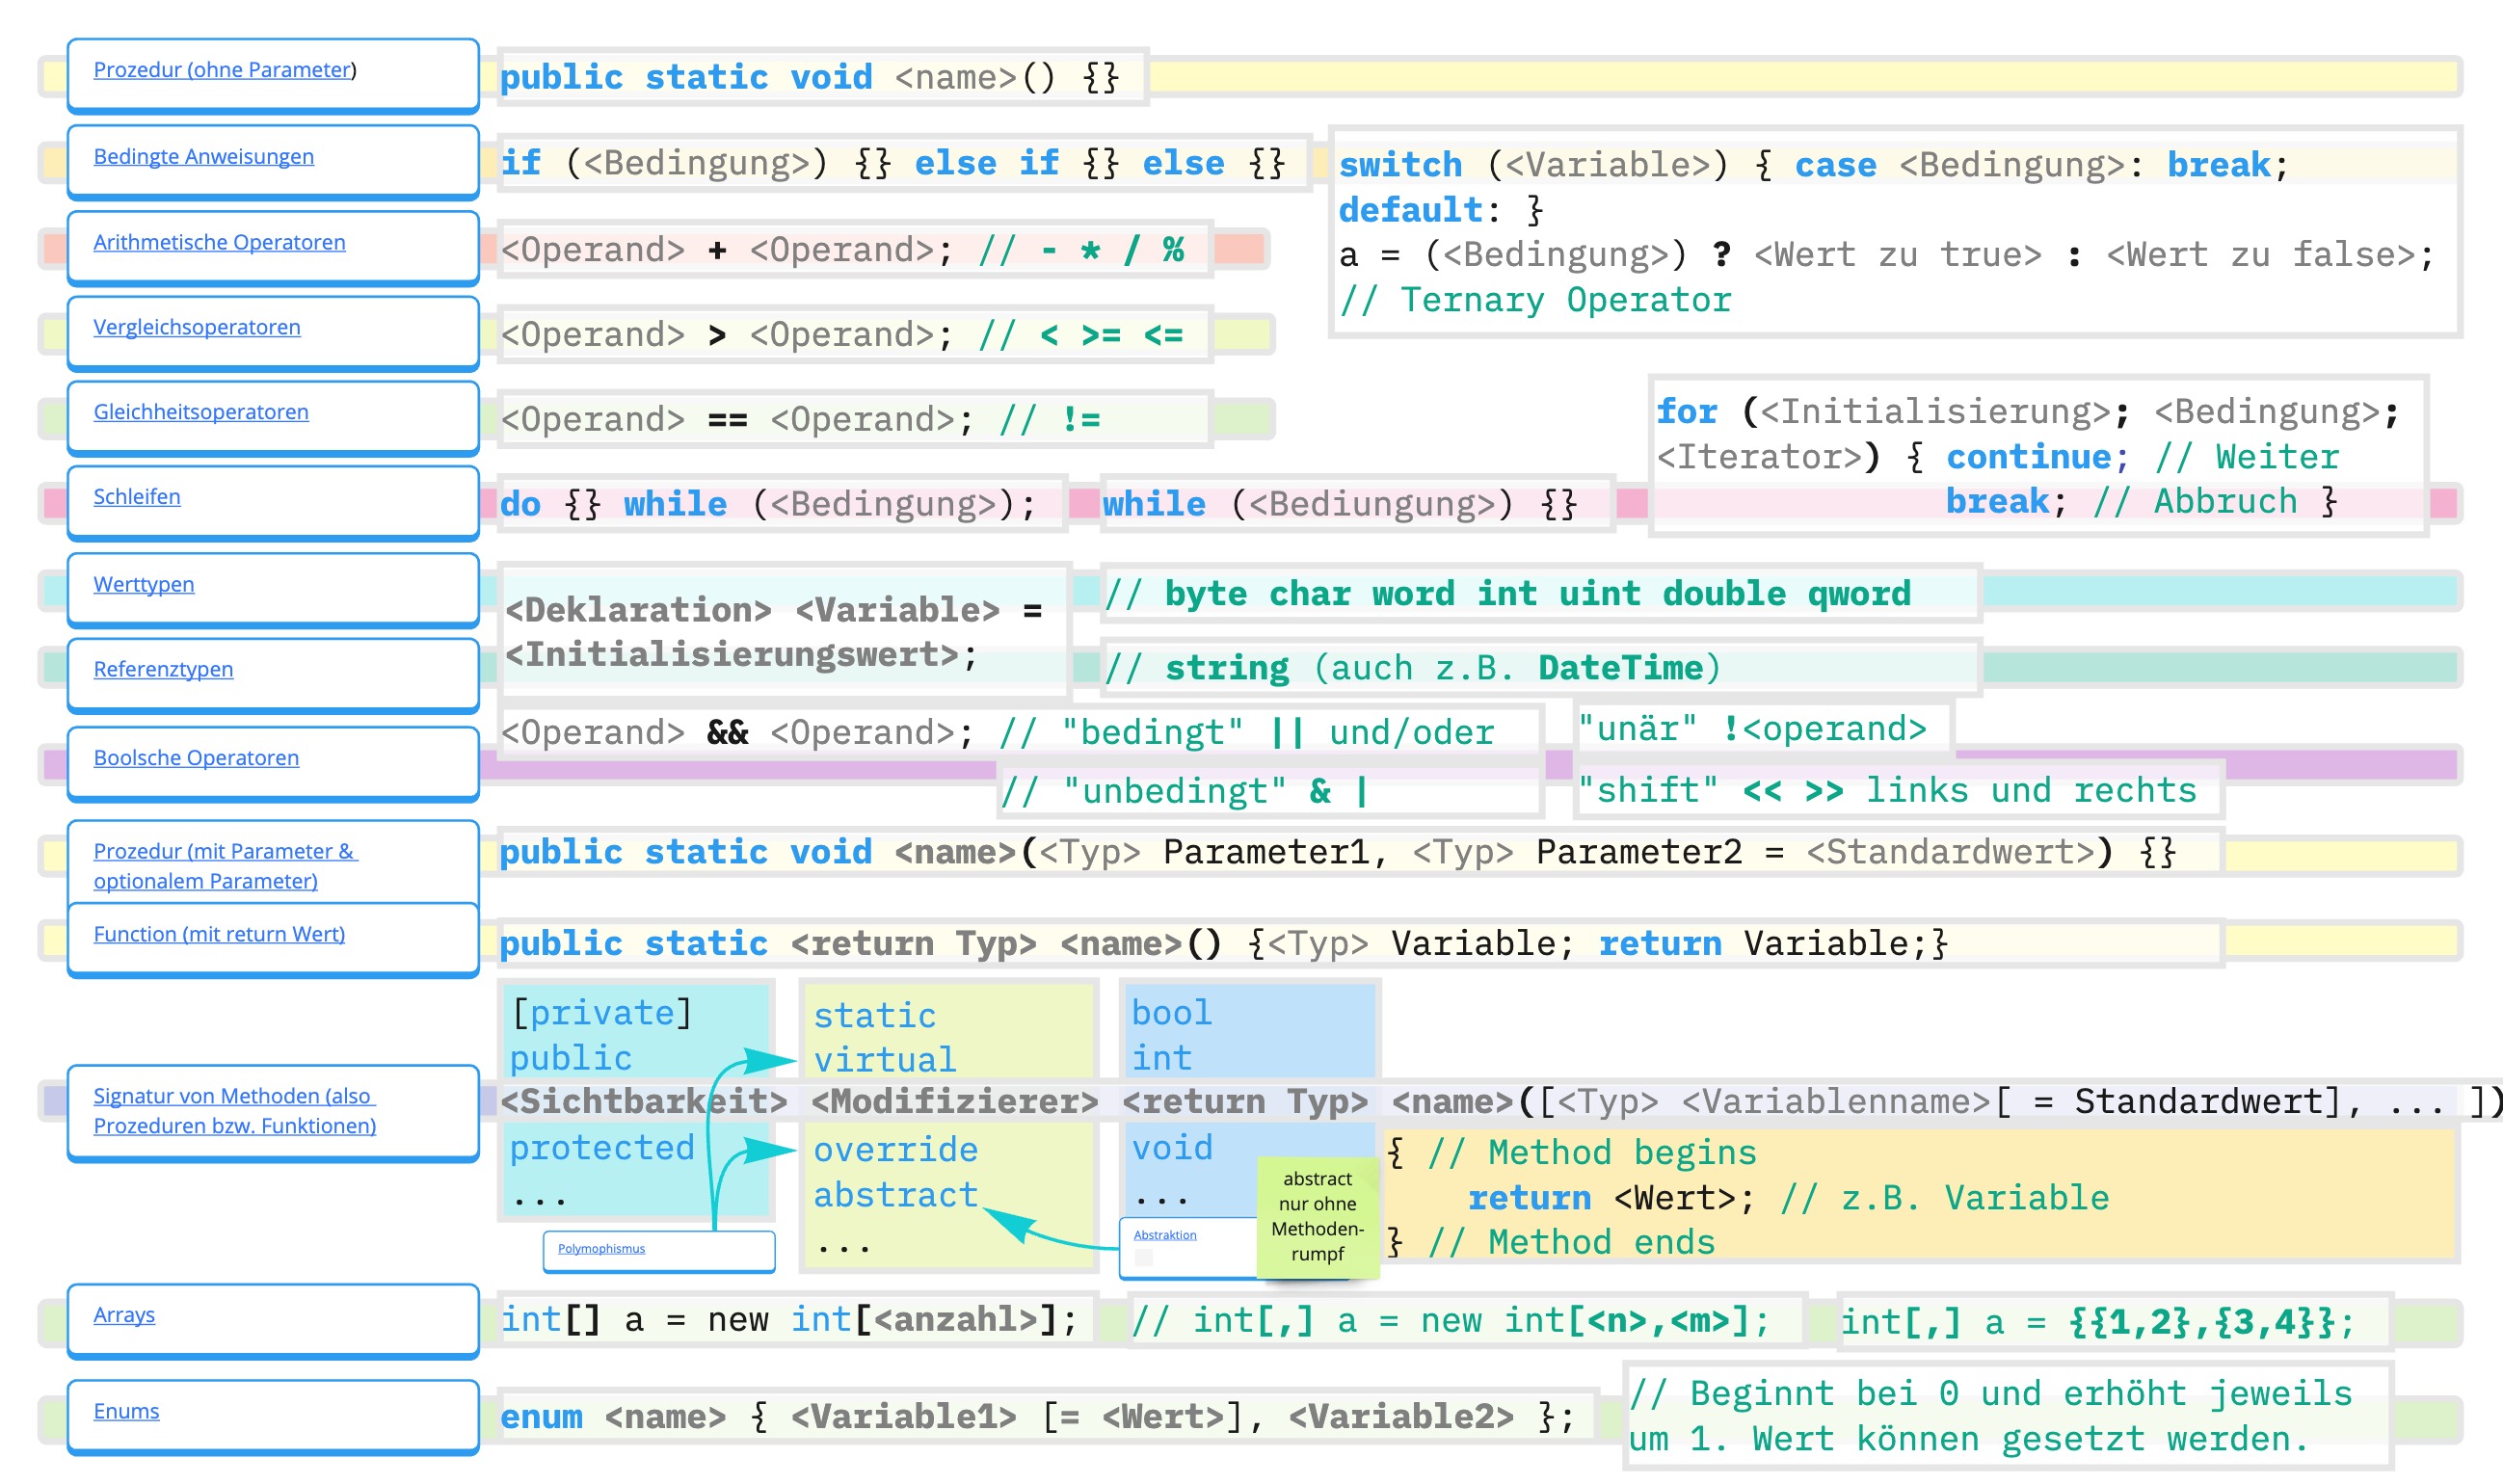 Prozedur (ohne Parameter)
public static void <name>() {}
Bedingte Anweisungen
if (<Bedingung>) {} else if {} else {}
switch (<Variable>) { case <Bedingung>: break;
default: }
a = (<Bedingung>) ? <Wert zu true> : <Wert zu false>;
// Ternary Operator
Arithmetische Operatoren
<Operand> + <Operand>; // - * / %
Vergleichsoperatoren
<Operand> > <Operand>; // < >= <=
Gleichheitsoperatoren
<Operand> == <Operand>; // !=
Schleifen
do {} while (<Bedingung>);
while (<Bediungung>) {}
for (<Initialisierung>; <Bedingung>;
<Iterator>) { continue; // Weiter
break; // Abbruch }
Werttypen
<Deklaration> <Variable> =
<Initialisierungswert>;
// byte char word int uint double qword
Referenztypen
// string (auch z.B. DateTime)
Boolsche Operatoren
<Operand> && <Operand>; // "bedingt" || und/oder
// "unbedingt" & |
"unär" !<operand>
"shift" << >> links und rechts
Prozedur (mit Parameter &
optionalem Parameter)
public static void <name>(<Typ> Parameter1, <Typ> Parameter2 = <Standardwert>) {}
Function (mit return Wert)
public static <return Typ> <name>() {<Typ> Variable; return Variable;}
Signatur von Methoden (also
Prozeduren bzw. Funktionen)
[private]
public
static
virtual
bool
int
<Sichtbarkeit> <Modifizierer> <return Typ> <name>([<Typ> <Variablenname>[ = Standardwert], ... ])
protected
...
override
abstract
...
void
...
{ // Method begins
return <Wert>; // z.B. Variable
} // Method ends
Polymophismus
Abstraktion
abstract
nur ohne
Methoden-
rumpf
Arrays
int[] a = new int[<anzahl>];
// int[,] a = new int[<n>,<m>];
int[,] a = {{1,2},{3,4}};
Enums
enum <name> { <Variable1> [= <Wert>], <Variable2> };
// Beginnt bei 0 und erhöht jeweils
um 1. Wert können gesetzt werden.